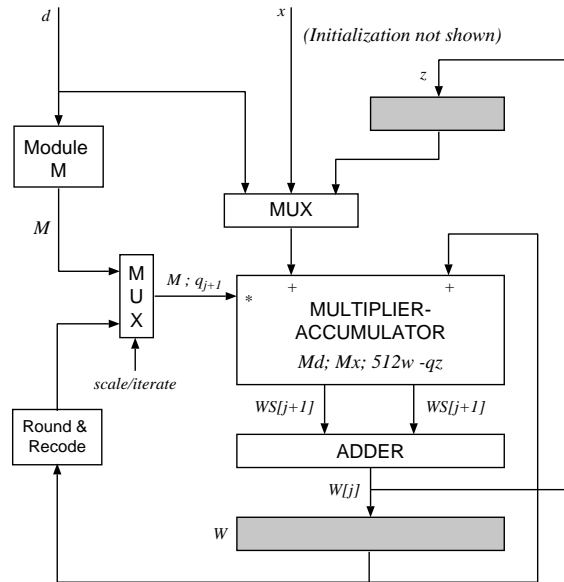 d
x
(Initialization not shown)
z
Module
M
MUX
M
M
U
X
M ; q_{j+1}
*
+
+
MULTIPLIER-
ACCUMULATOR
Md; Mx; 512w -qz
scale/iterate
WS[j+1]
WS[j+1]
Round &
Recode
ADDER
W[j]
W